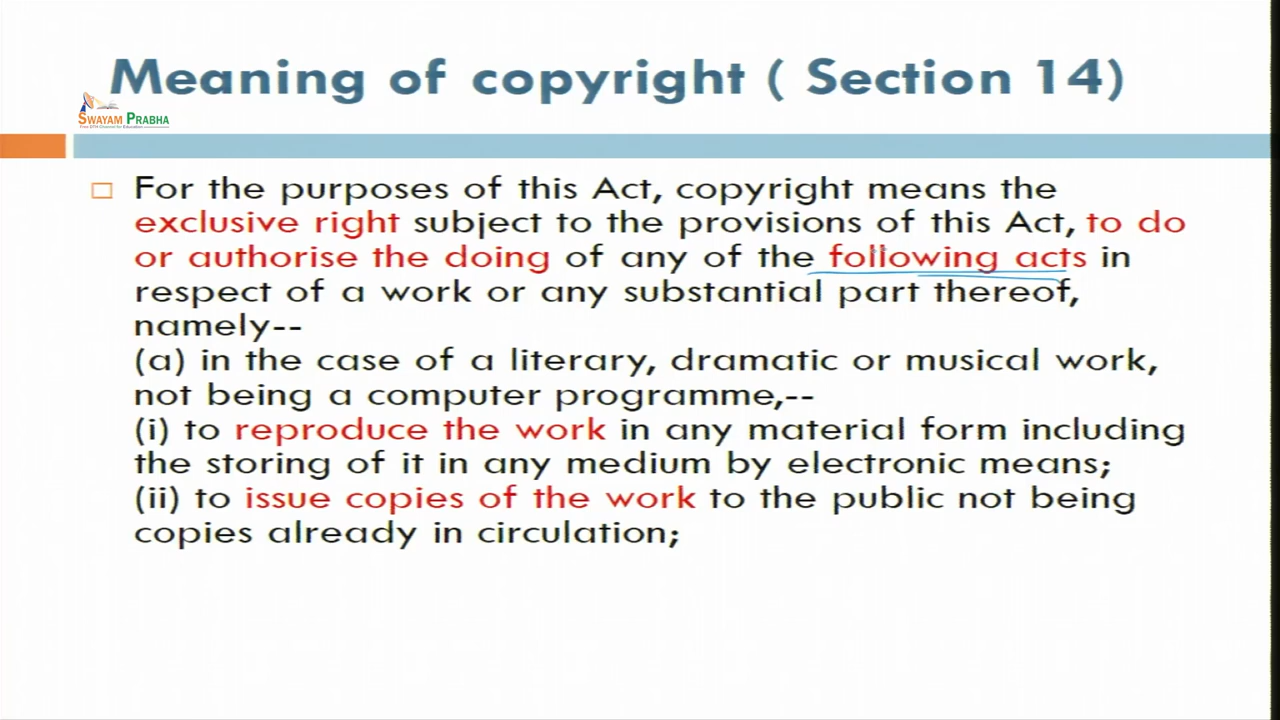 Meaning of copyright ( Section 14)
SWAYAM PRABHA
Free DTH Channel for Education
For the purposes of this Act, copyright means the
exclusive right subject to the provisions of this Act, to do
or authorise the doing of any of the following acts in
respect of a work or any substantial part thereof,
namely--
(a) in the case of a literary, dramatic or musical work,
not being a computer programme,--
(i) to reproduce the work in any material form including
the storing of it in any medium by electronic means;
(ii) to issue copies of the work to the public not being
copies already in circulation;